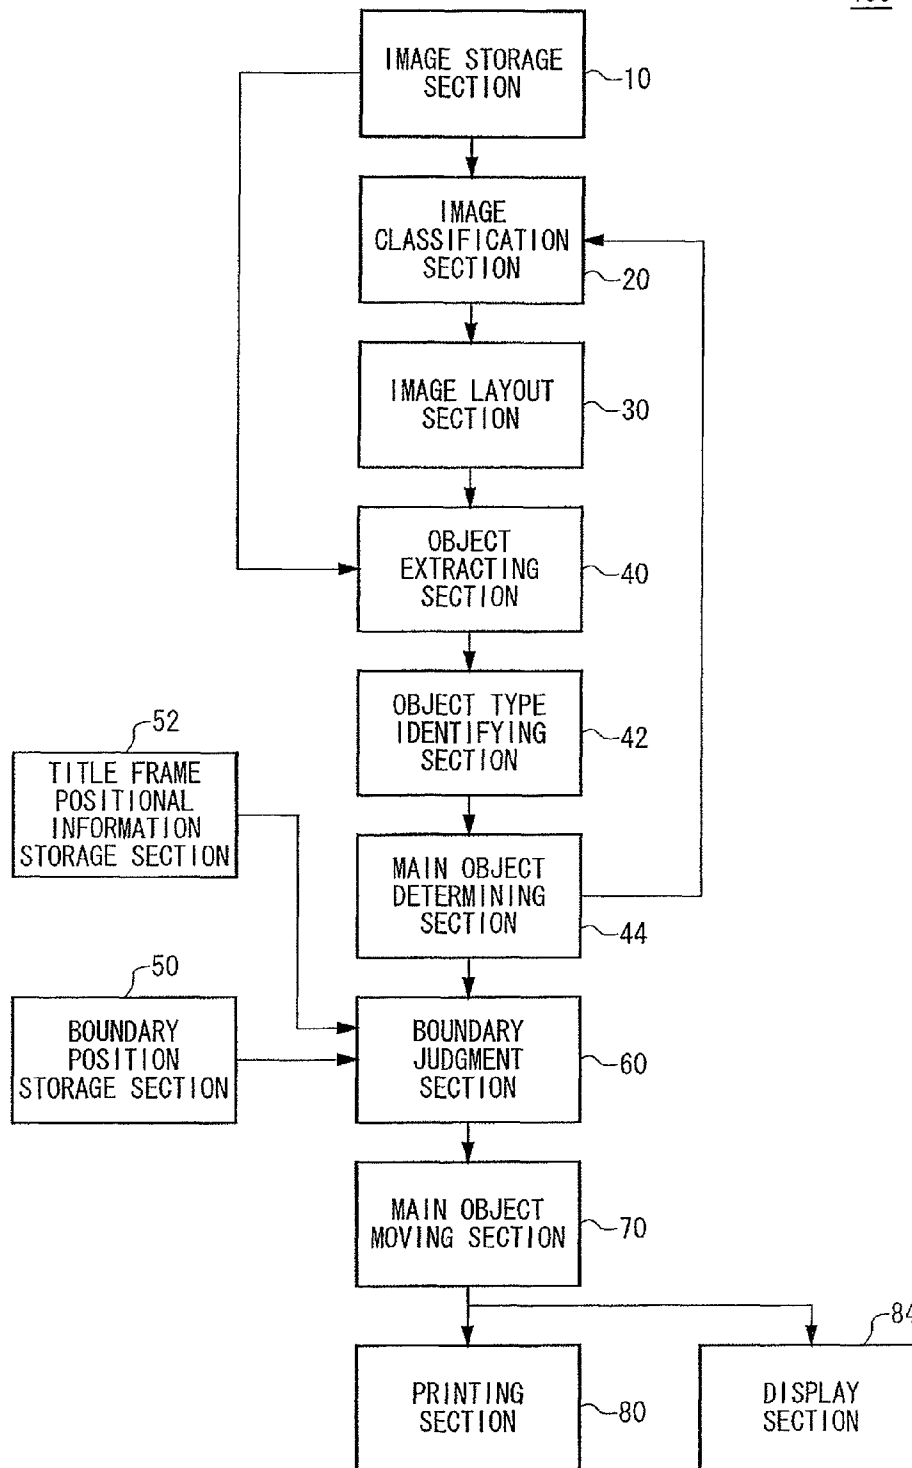 IMAGE STORAGE
SECTION
10
IMAGE
CLASSIFICATION
SECTION
20
IMAGE LAYOUT
SECTION
30
OBJECT
EXTRACTING
SECTION
40
OBJECT TYPE
IDENTIFYING
SECTION
42
52
TITLE FRAME
POSITIONAL
INFORMATION
STORAGE SECTION
MAIN OBJECT
DETERMINING
SECTION
44
50
BOUNDARY
POSITION
STORAGE SECTION
BOUNDARY
JUDGMENT
SECTION
60
MAIN OBJECT
MOVING SECTION
70
84
PRINTING
SECTION
80
DISPLAY
SECTION